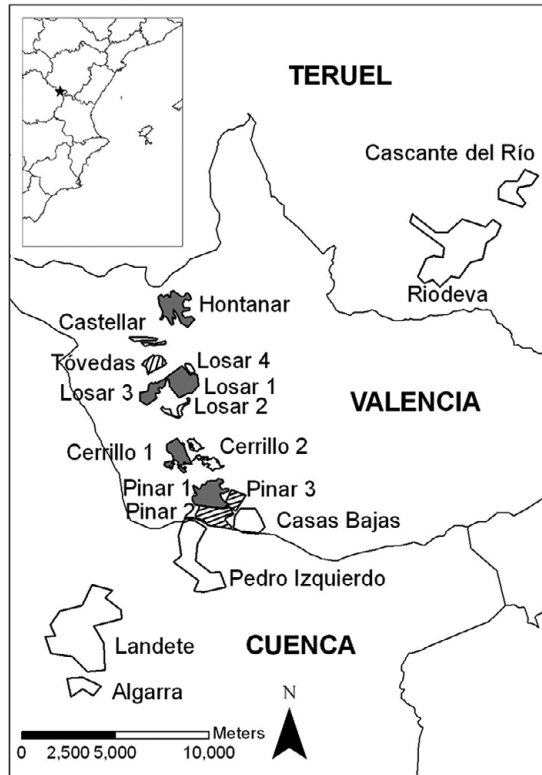 TERUEL
Cascante del Río
Riodeva
Hontanar
Castellar
Tóvedas
Losar 4
Losar 3
Losar 1
Losar 2
VALENCIA
Cerrillo 1
Cerrillo 2
Pinar 1
Pinar 3
Pinar 2
Casas Bajas
Pedro Izquierdo
Landete
CUENCA
Algarra
N
Meters
0 2,500 5,000 10,000